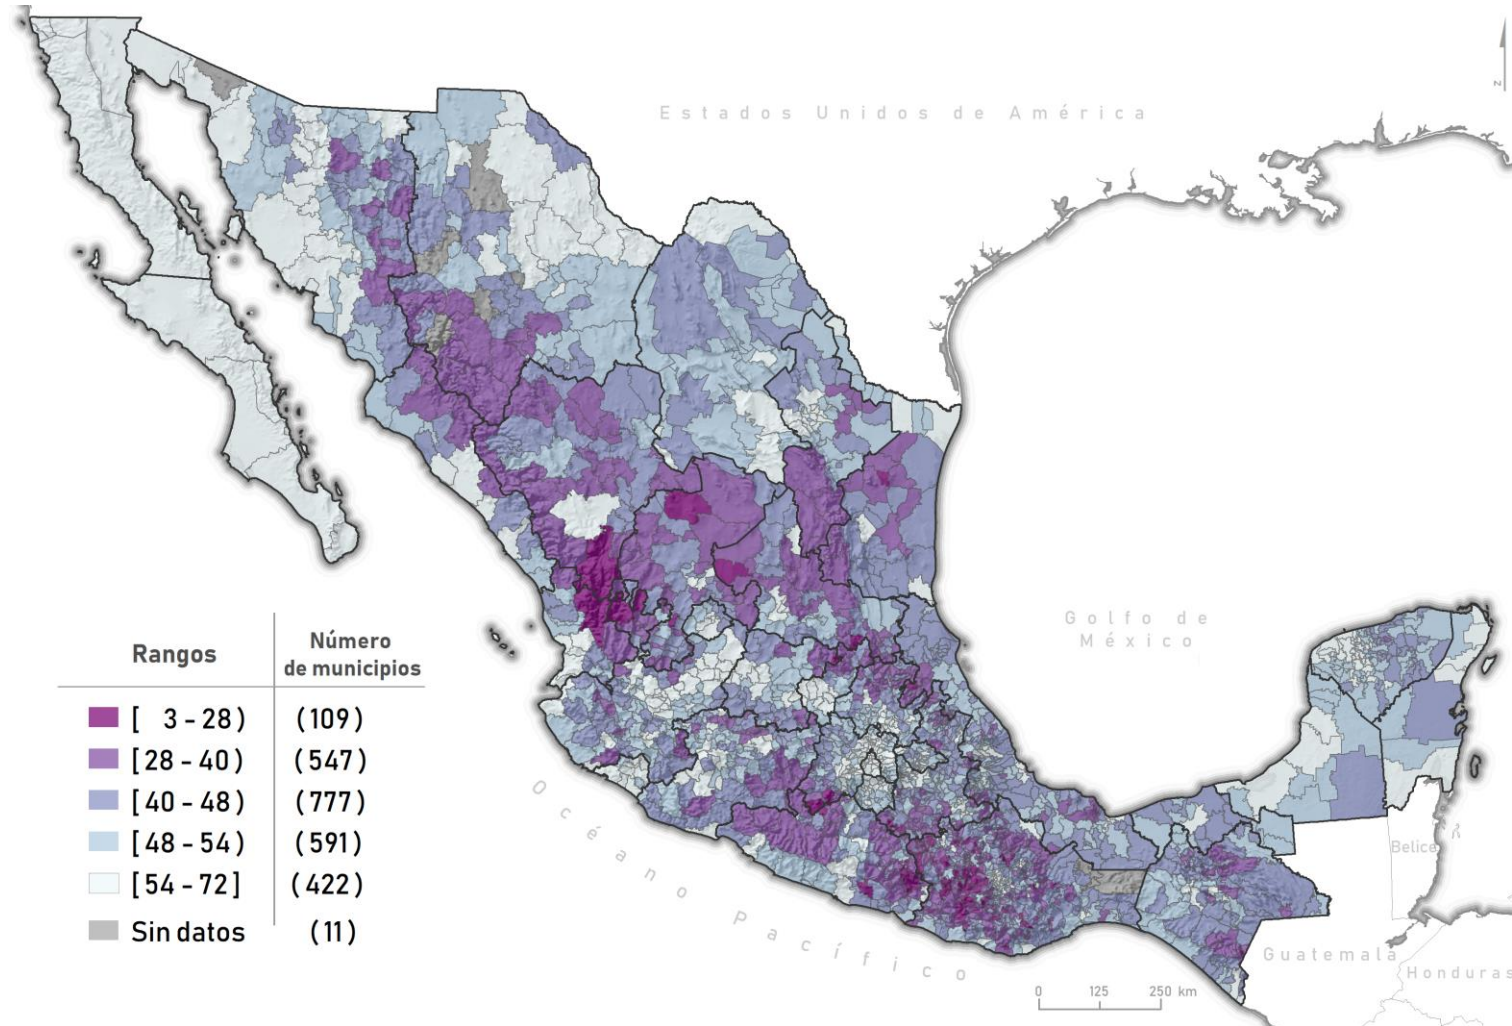 N
Estados Unidos de América
Golfo de
México
Rangos
Número
de municipios
[ 3 - 28) (109)
[28 - 40) (547)
[40 - 48) (777)
[48 - 54) (591)
[54 - 72] (422)
Sin datos (11)
Océano Pacífico
Belice
Guatemala
Honduras
0 125 250 km